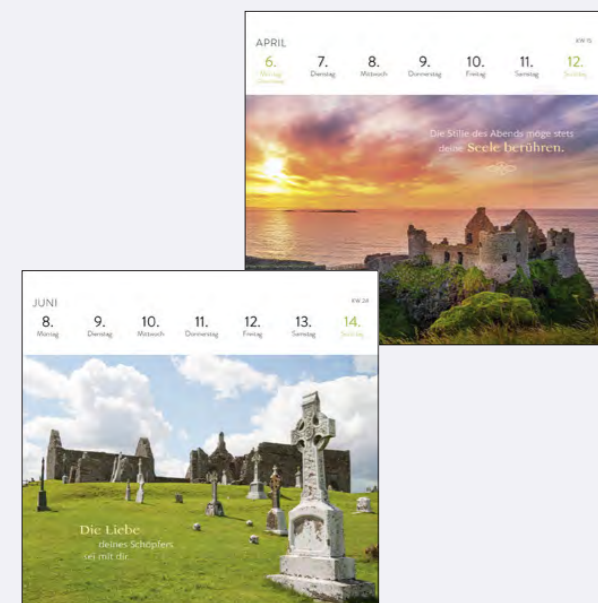 APRIL
KW 15
6. 7. 8. 9. 10. 11. 12.
Montag Dienstag Mittwoch Donnerstag Freitag Samstag Sonntag
Die Stille des Abends möge stets
deine Seele berühren.
JUNI
KW 24
8. 9. 10. 11. 12. 13. 14.
Montag Dienstag Mittwoch Donnerstag Freitag Samstag Sonntag
Die Liebe
deines Schöpfers
sei mit dir.